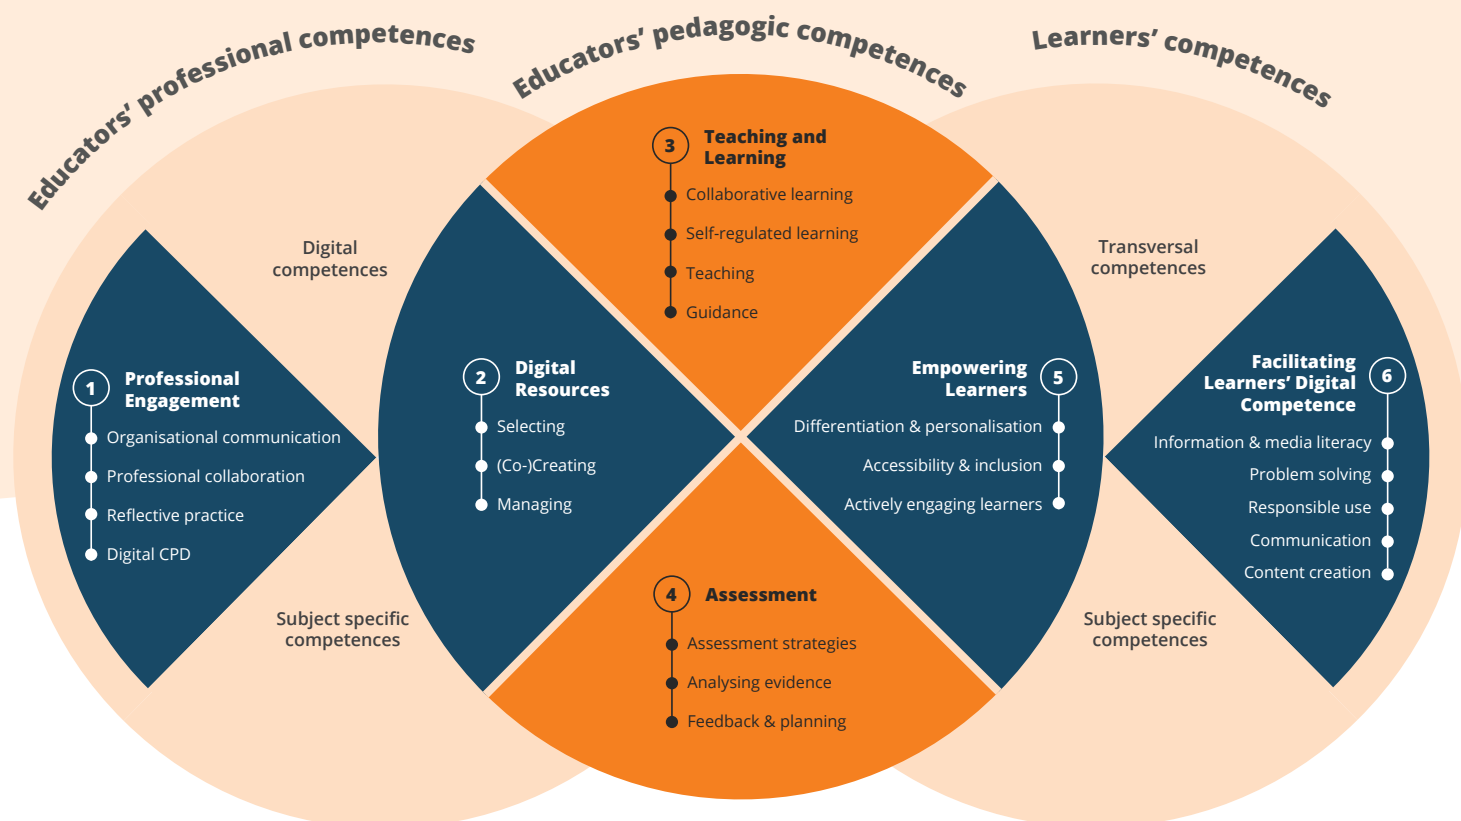 Educators’ professional competences
Educators’ pedagogic competences
Learners’ competences
Digital
competences
Subject specific
competences
1
Professional
Engagement
Organisational communication
Professional collaboration
Reflective practice
Digital CPD
2
Digital
Resources
Selecting
(Co-)Creating
Managing
3
Teaching and
Learning
Collaborative learning
Self-regulated learning
Teaching
Guidance
4
Assessment
Assessment strategies
Analysing evidence
Feedback & planning
Empowering
Learners
5
Differentiation & personalisation
Accessibility & inclusion
Actively engaging learners
Transversal
competences
Subject specific
competences
Facilitating
Learners’ Digital
Competence
6
Information & media literacy
Problem solving
Responsible use
Communication
Content creation